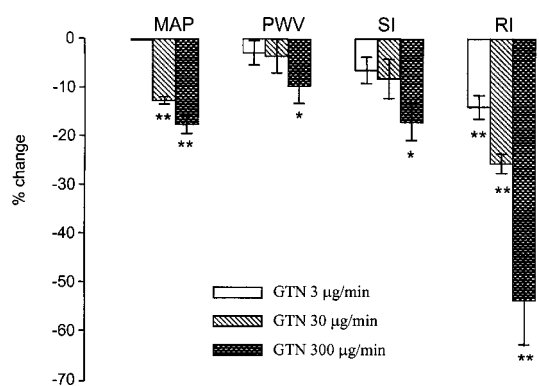 MAP PWV SI RI
0
-10
-20
-30
-40
-50
-60
-70
% change
** ** * * ** ** **
GTN 3 µg/min
GTN 30 µg/min
GTN 300 µg/min